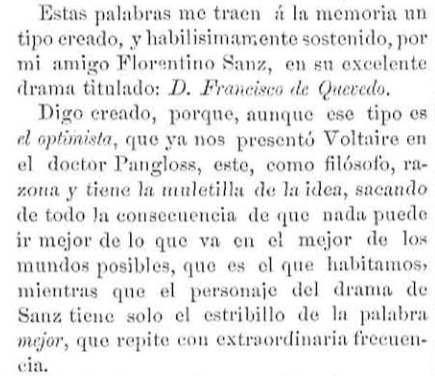 Estas palabras me traen á la memoria un
tipo creado, y habilisimamente sostenido, por
mi amigo Florentino Sanz, en su excelente
drama titulado: D. Francisco de Quevedo.
Digo creado, porque, aunque ese tipo es
el optimista, que ya nos presentó Voltaire en
el doctor Pangloss, este, como filósofo, ra-
zona y tiene la muletilla de la idea, sacando
de todo la consecuencia de que nada puede
ir mejor de lo que va en el mejor de los
mundos posibles, que es el que habitamos,
mientras que el personaje del drama de
Sanz tiene solo el estribillo de la palabra
mejor, que repite con extraordinaria frecuen-
cia.